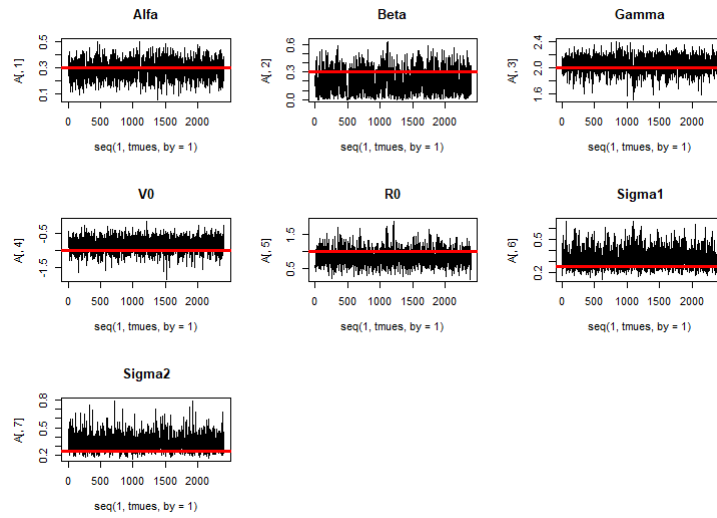 Alfa
A[, 1]
0.1 0.3 0.5
0 500 1000 1500 2000
seq(1, tmues, by = 1)
Beta
A[, 2]
0.0 0.3 0.6
0 500 1000 1500 2000
seq(1, tmues, by = 1)
Gamma
A[, 3]
1.6 2.0 2.4
0 500 1000 1500 2000
seq(1, tmues, by = 1)
V0
A[, 4]
-1.5 -0.5
0 500 1000 1500 2000
seq(1, tmues, by = 1)
R0
A[, 5]
0.5 1.5
0 500 1000 1500 2000
seq(1, tmues, by = 1)
Sigma1
A[, 6]
0.2 0.5
0 500 1000 1500 2000
seq(1, tmues, by = 1)
Sigma2
A[, 7]
0.2 0.5 0.8
0 500 1000 1500 2000
seq(1, tmues, by = 1)